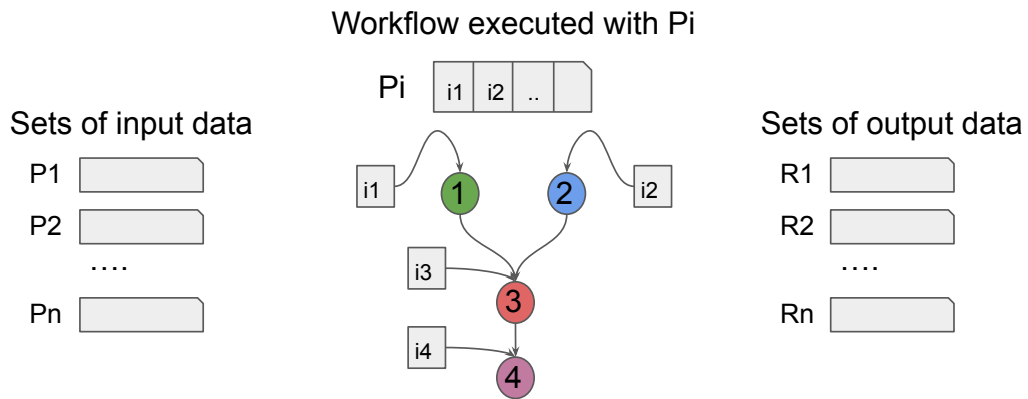 Workflow executed with Pi
Pi
i1 i2 ..
Sets of input data
P1
P2
....
Pn
i1
1
2
i2
i3
3
i4
4
Sets of output data
R1
R2
....
Rn